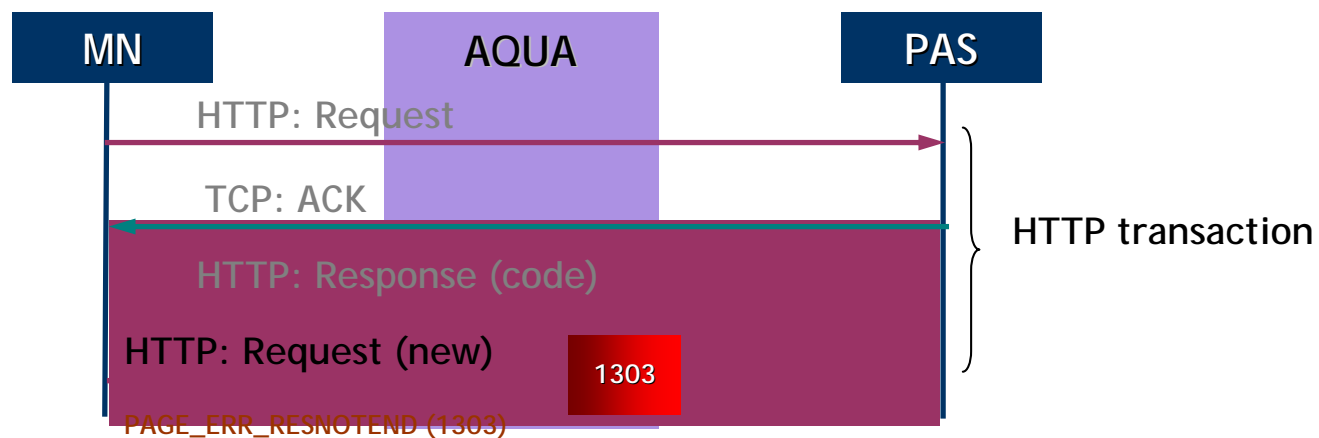 MN
AQUA
PAS
HTTP: Request
TCP: ACK
HTTP transaction
HTTP: Response (code)
HTTP: Request (new)
1303
PAGE_ERR_RESNOTEND (1303)